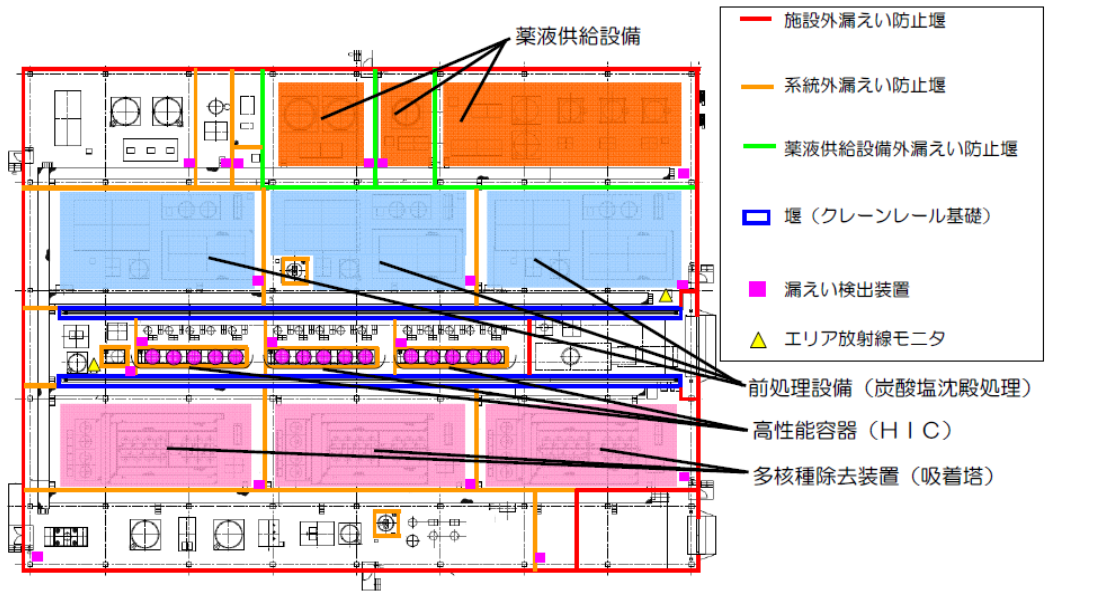 薬液供給設備
施設外漏えい防止堰
系統外漏えい防止堰
薬液供給設備外漏えい防止堰
堰（クレーンレール基礎）
漏えい検出装置
エリア放射線モニタ
前処理設備（炭酸塩沈殿処理）
高性能容器（ＨＩＣ）
多核種除去装置（吸着塔）